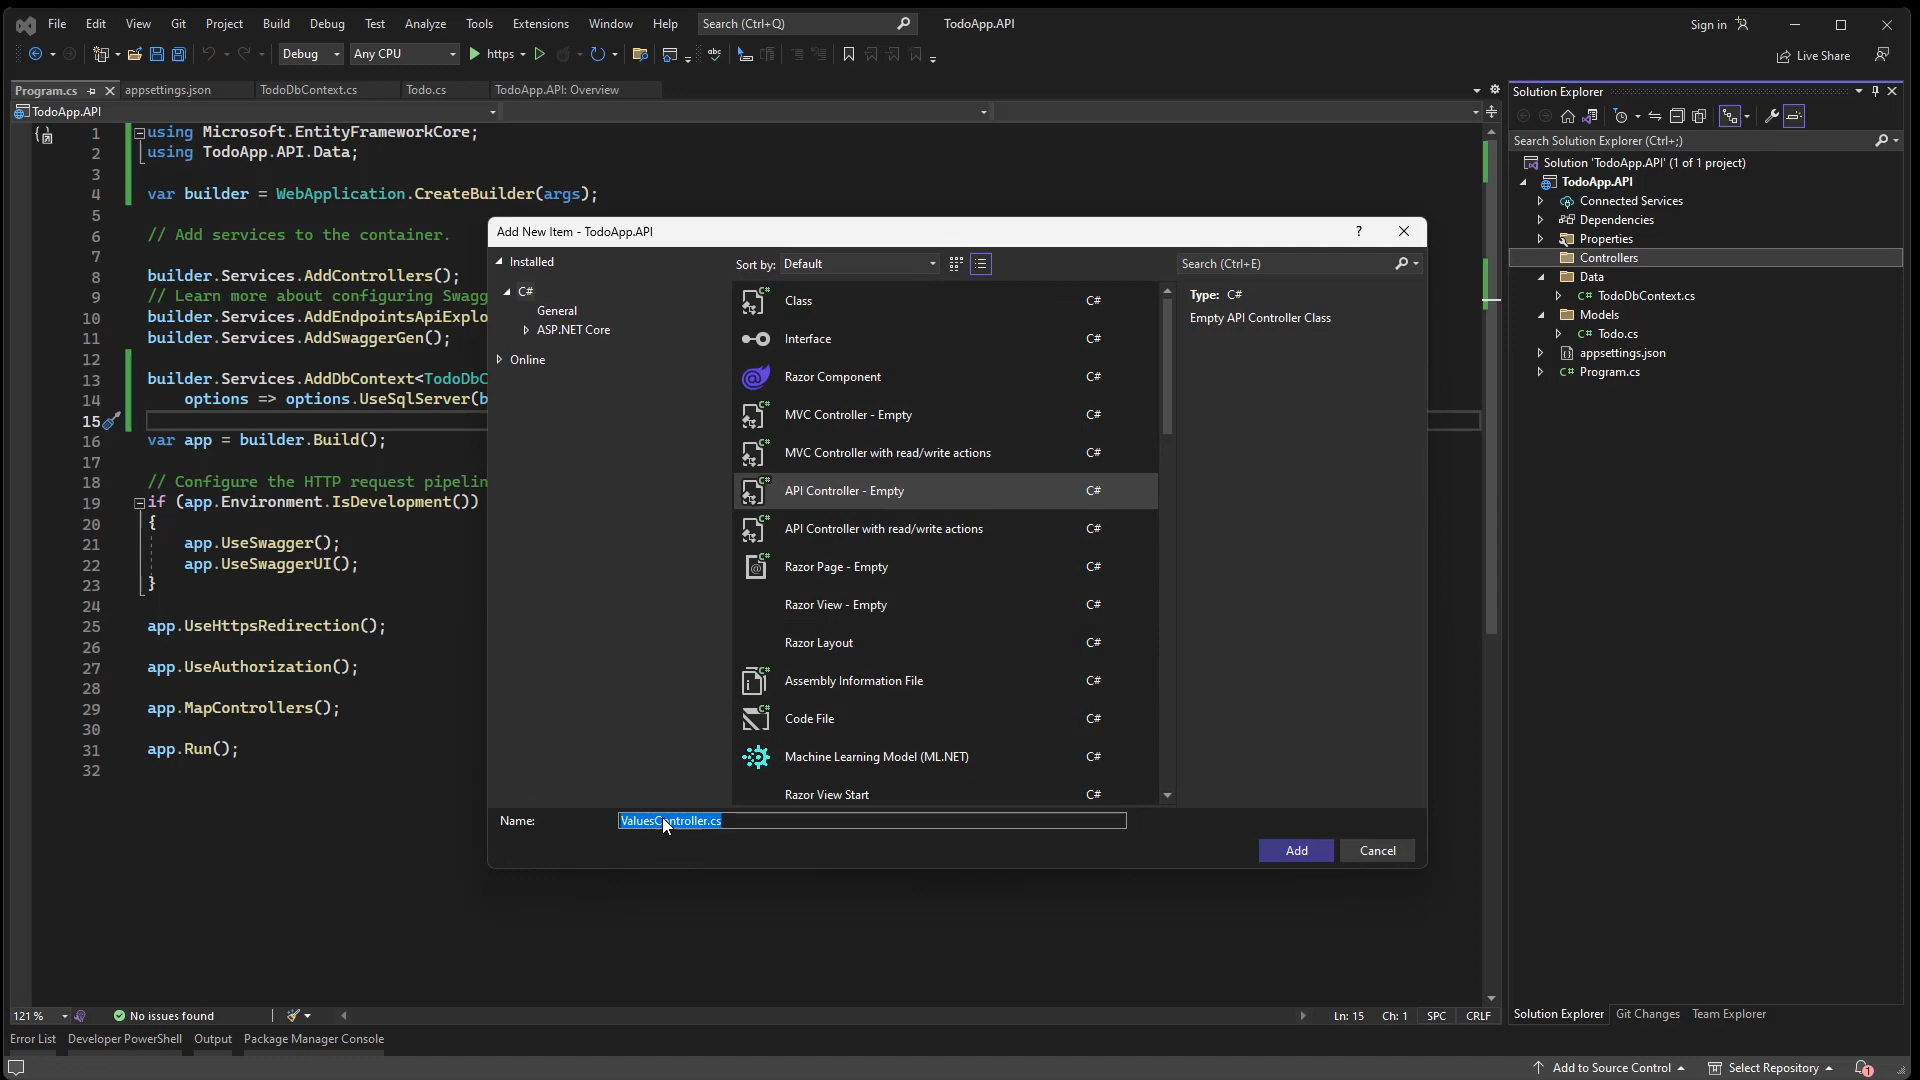 File Edit View Git Project Build Debug Test Analyze Tools Extensions Window Help Search (Ctrl+Q) TodoApp.API Sign in
Debug Any CPU https Live Share
Program.cs appsettings.json TodoDbContext.cs Todo.cs TodoApp.API: Overview
TodoApp.API
1 using Microsoft.EntityFrameworkCore;
2 using TodoApp.API.Data;
3
4 var builder = WebApplication.CreateBuilder(args);
5
6 // Add services to the container.
7
8 builder.Services.AddControllers();
9 // Learn more about configuring Swagg
10 builder.Services.AddEndpointsApiExplo
11 builder.Services.AddSwaggerGen();
12
13 builder.Services.AddDbContext<TodoDbC
14 options => options.UseSqlServer(b
15
16 var app = builder.Build();
17
18 // Configure the HTTP request pipelin
19 if (app.Environment.IsDevelopment())
20 {
21 app.UseSwagger();
22 app.UseSwaggerUI();
23 }
24
25 app.UseHttpsRedirection();
26
27 app.UseAuthorization();
28
29 app.MapControllers();
30
31 app.Run();
32
Add New Item - TodoApp.API ?
Installed
C#
General
ASP.NET Core
Online
Sort by: Default
Search (Ctrl+E)
Class C#
Interface C#
Razor Component C#
MVC Controller - Empty C#
MVC Controller with read/write actions C#
API Controller - Empty C#
API Controller with read/write actions C#
Razor Page - Empty C#
Razor View - Empty C#
Razor Layout C#
Assembly Information File C#
Code File C#
Machine Learning Model (ML.NET) C#
Razor View Start C#
Type: C#
Empty API Controller Class
Name: ValuesController.cs
Add Cancel
Solution Explorer
Search Solution Explorer (Ctrl+;)
Solution 'TodoApp.API' (1 of 1 project)
TodoApp.API
Connected Services
Dependencies
Properties
Controllers
Data
C# TodoDbContext.cs
Models
C# Todo.cs
appsettings.json
C# Program.cs
Solution Explorer Git Changes Team Explorer
121 % No issues found Ln: 15 Ch: 1 SPC CRLF
Error List Developer PowerShell Output Package Manager Console
Add to Source Control Select Repository 1